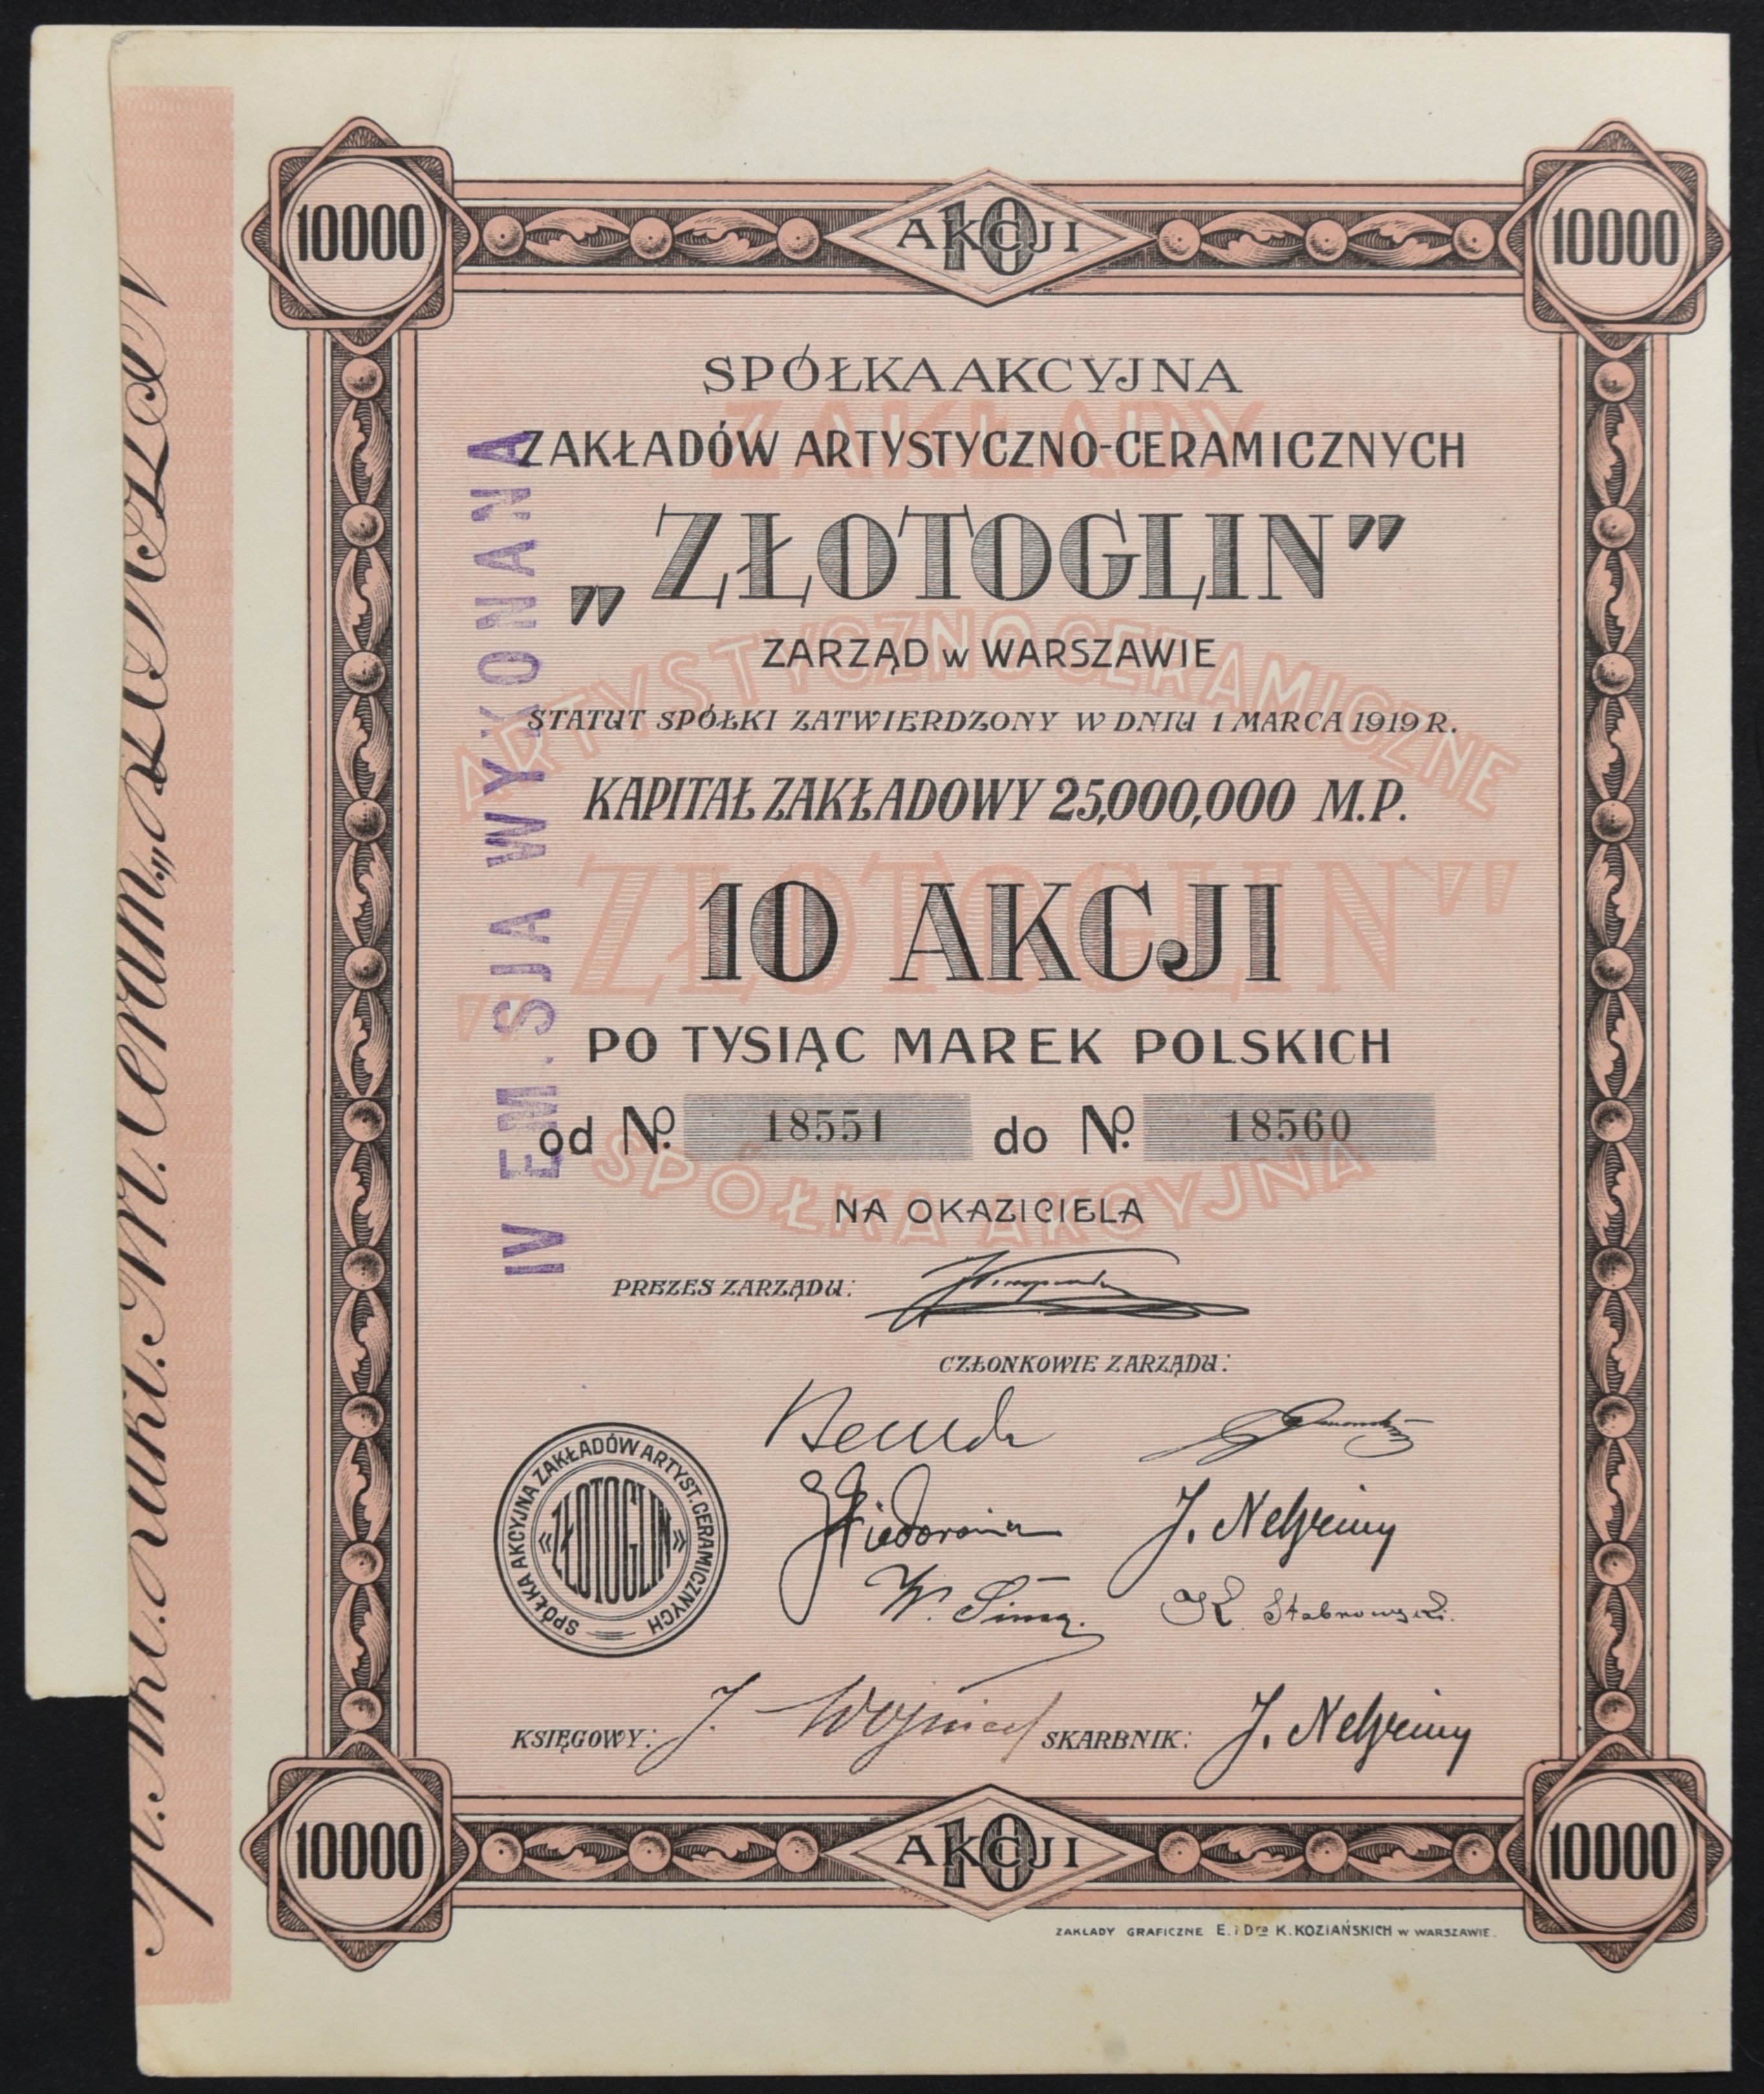 10000
10 AKCJI
10000
SPÓŁKA AKCYJNA
ZAKŁADÓW ARTYSTYCZNO-CERAMICZNYCH
„ZŁOTOGLIN”
ZARZĄD w WARSZAWIE
STATUT SPÓŁKI ZATWIERDZONY W DNIU 1 MARCA 1919 R.
KAPITAŁ ZAKŁADOWY 25,000,000 M.P.
10 AKCJI
PO TYSIĄC MAREK POLSKICH
od No. 18551 do No. 18560
NA OKAZICIELA
PREZES ZARZĄDU:
CZŁONKOWIE ZARZĄDU:
SPÓŁKA AKCYJNA ZAKŁADÓW ARTYST. CERAMICZNYCH
«ZŁOTOGLIN»
KSIĘGOWY: J. SKARBNIK: J.
10000
10 AKCJI
10000
ZAKŁADY GRAFICZNE E. i Dra K. KOZIAŃSKICH w WARSZAWIE.
IV EM.SJA WYKONANA
ZAKŁADY
ARTYSTYCZNO CERAMICZNE
"ZŁOTOGLIN"
SPÓŁKA AKCYJNA